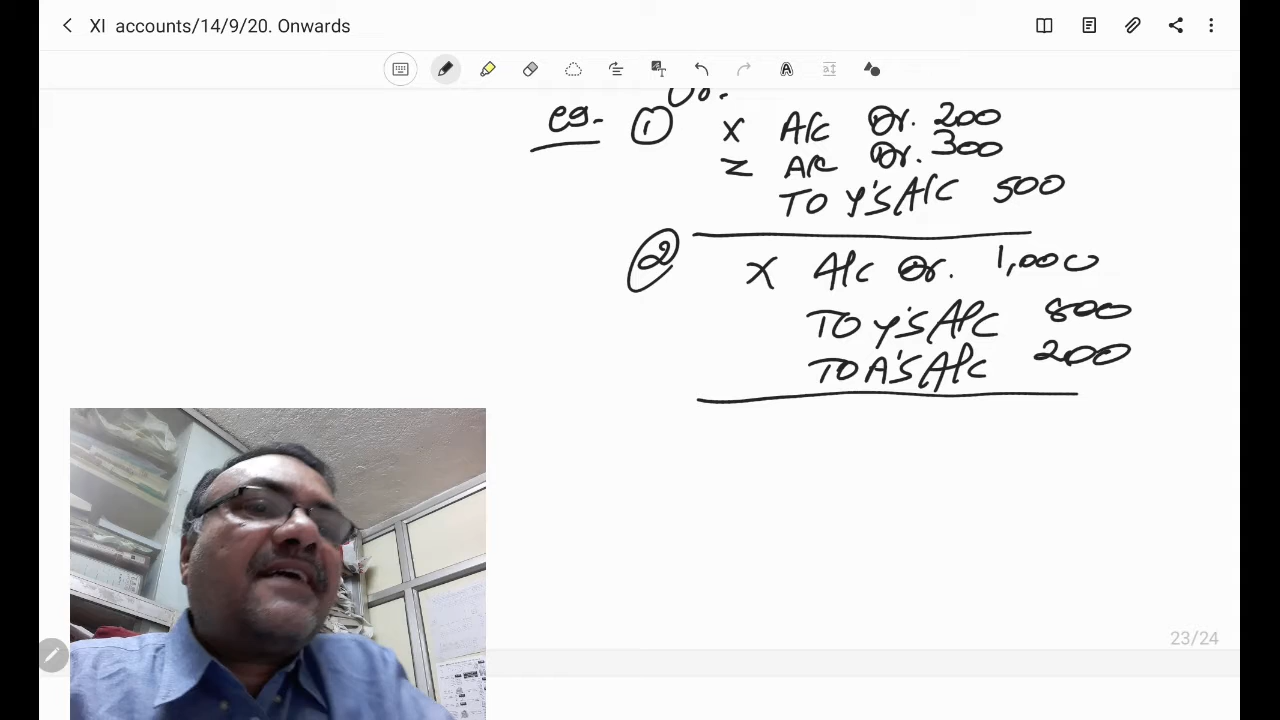 XI accounts/14/9/20. Onwards
eg. ① X A/c Dr. 200
Z A/c Dr. 300
To Y's A/c 500
② X A/c Dr. 1,000
To Y's A/c 800
To A's A/c 200
23/24